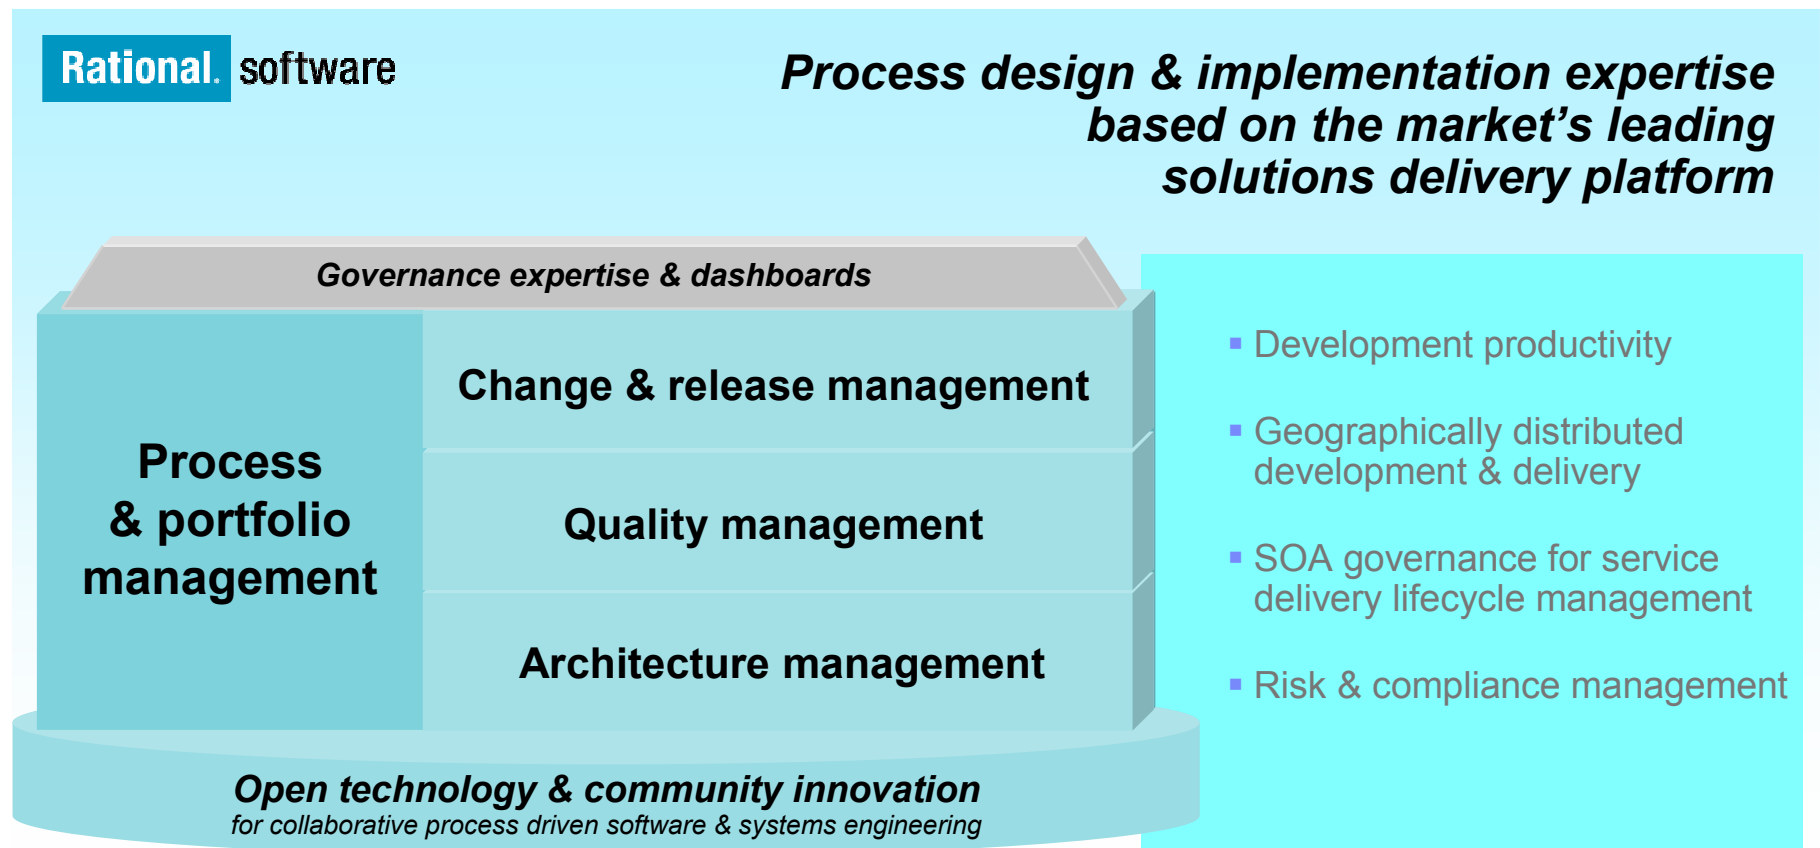 Rational. software
Process design & implementation expertise
based on the market's leading
solutions delivery platform
Governance expertise & dashboards
Process
& portfolio
management
Change & release management
Quality management
Architecture management
Open technology & community innovation
for collaborative process driven software & systems engineering
▪ Development productivity
▪ Geographically distributed
development & delivery
▪ SOA governance for service
delivery lifecycle management
▪ Risk & compliance management